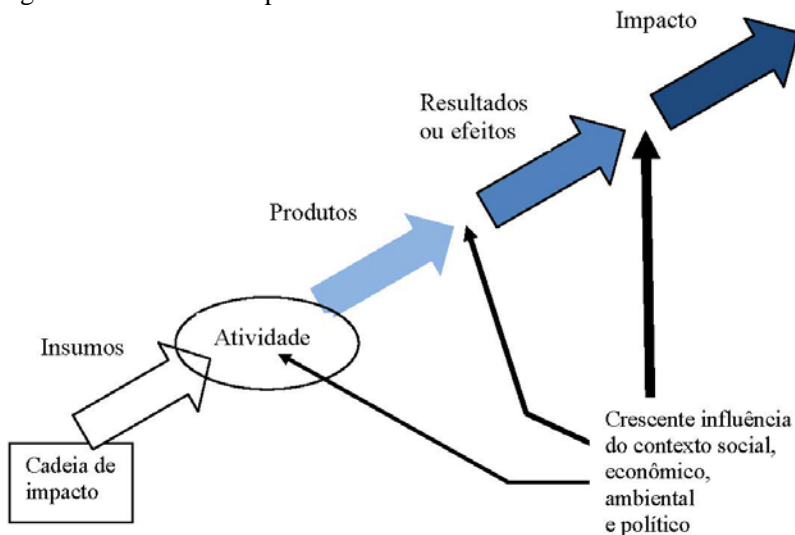 Impacto
Resultados
ou efeitos
Produtos
Atividade
Insumos
Cadeia de
impacto
Crescente influência
do contexto social,
econômico,
ambiental
e político